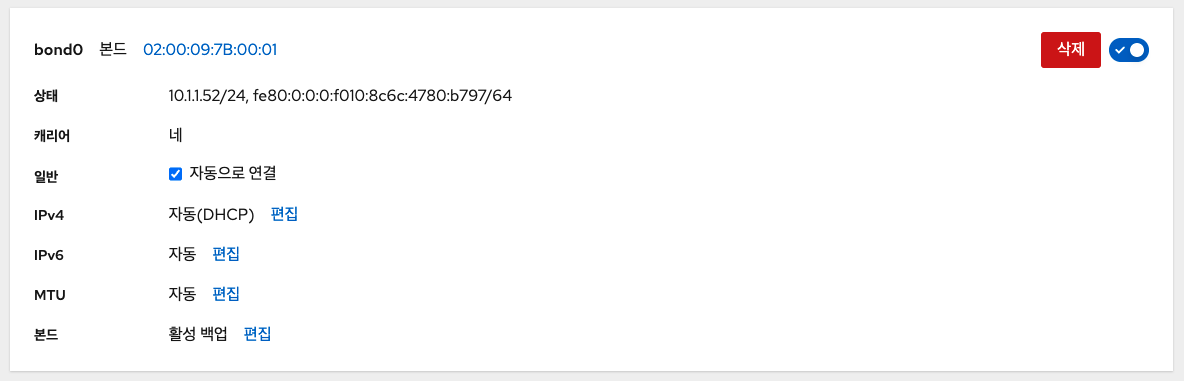 bond0 본드 02:00:09:7B:00:01 삭제
상태 10.1.1.52/24, fe80:0:0:0:f010:8c6c:4780:b797/64
캐리어 네
일반 자동으로 연결
IPv4 자동(DHCP) 편집
IPv6 자동 편집
MTU 자동 편집
본드 활성 백업 편집